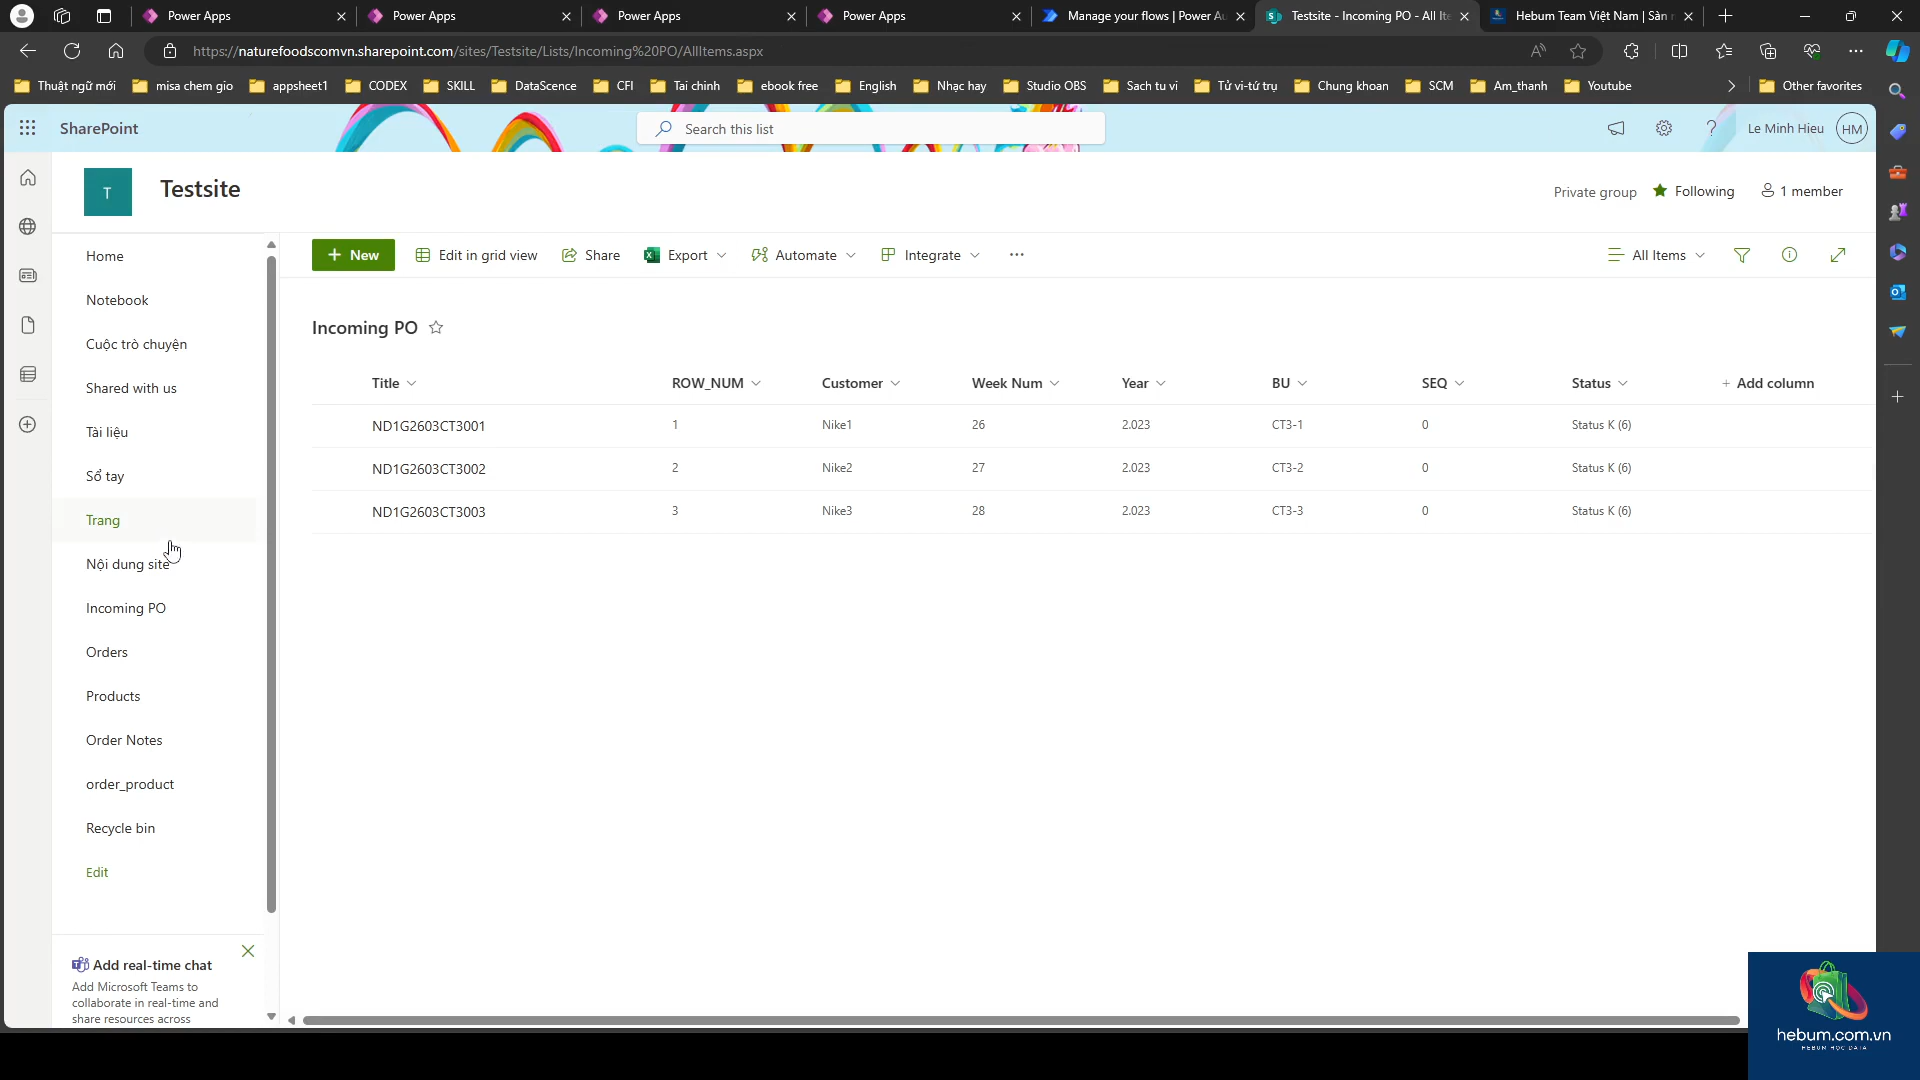 Power Apps
Power Apps
Power Apps
Power Apps
Manage your flows | Power Au
Testsite - Incoming PO - All Ite
Hebum Team Việt Nam | Sàn
https://naturefoodscomvn.sharepoint.com/sites/Testsite/Lists/Incoming%20PO/AllItems.aspx
Thuật ngữ mới
misa chem gio
appsheet1
CODEX
SKILL
DataScence
CFI
Tai chinh
ebook free
English
Nhạc hay
Studio OBS
Sach tu vi
Tử vi-tứ trụ
Chung khoan
SCM
Am_thanh
Youtube
Other favorites
SharePoint
Search this list
Le Minh Hieu
HM
T
Testsite
Private group
Following
1 member
Home
Notebook
Cuộc trò chuyện
Shared with us
Tài liệu
Sổ tay
Trang
Nội dung site
Incoming PO
Orders
Products
Order Notes
order_product
Recycle bin
Edit
Add real-time chat
Add Microsoft Teams to
collaborate in real-time and
share resources across
+ New
Edit in grid view
Share
Export
Automate
Integrate
...
All Items
Incoming PO
Title ROW_NUM Customer Week Num Year BU SEQ Status + Add column
ND1G2603CT3001 1 Nike1 26 2.023 CT3-1 0 Status K (6)
ND1G2603CT3002 2 Nike2 27 2.023 CT3-2 0 Status K (6)
ND1G2603CT3003 3 Nike3 28 2.023 CT3-3 0 Status K (6)
hebum.com.vn
HEBUM HỌC DATA